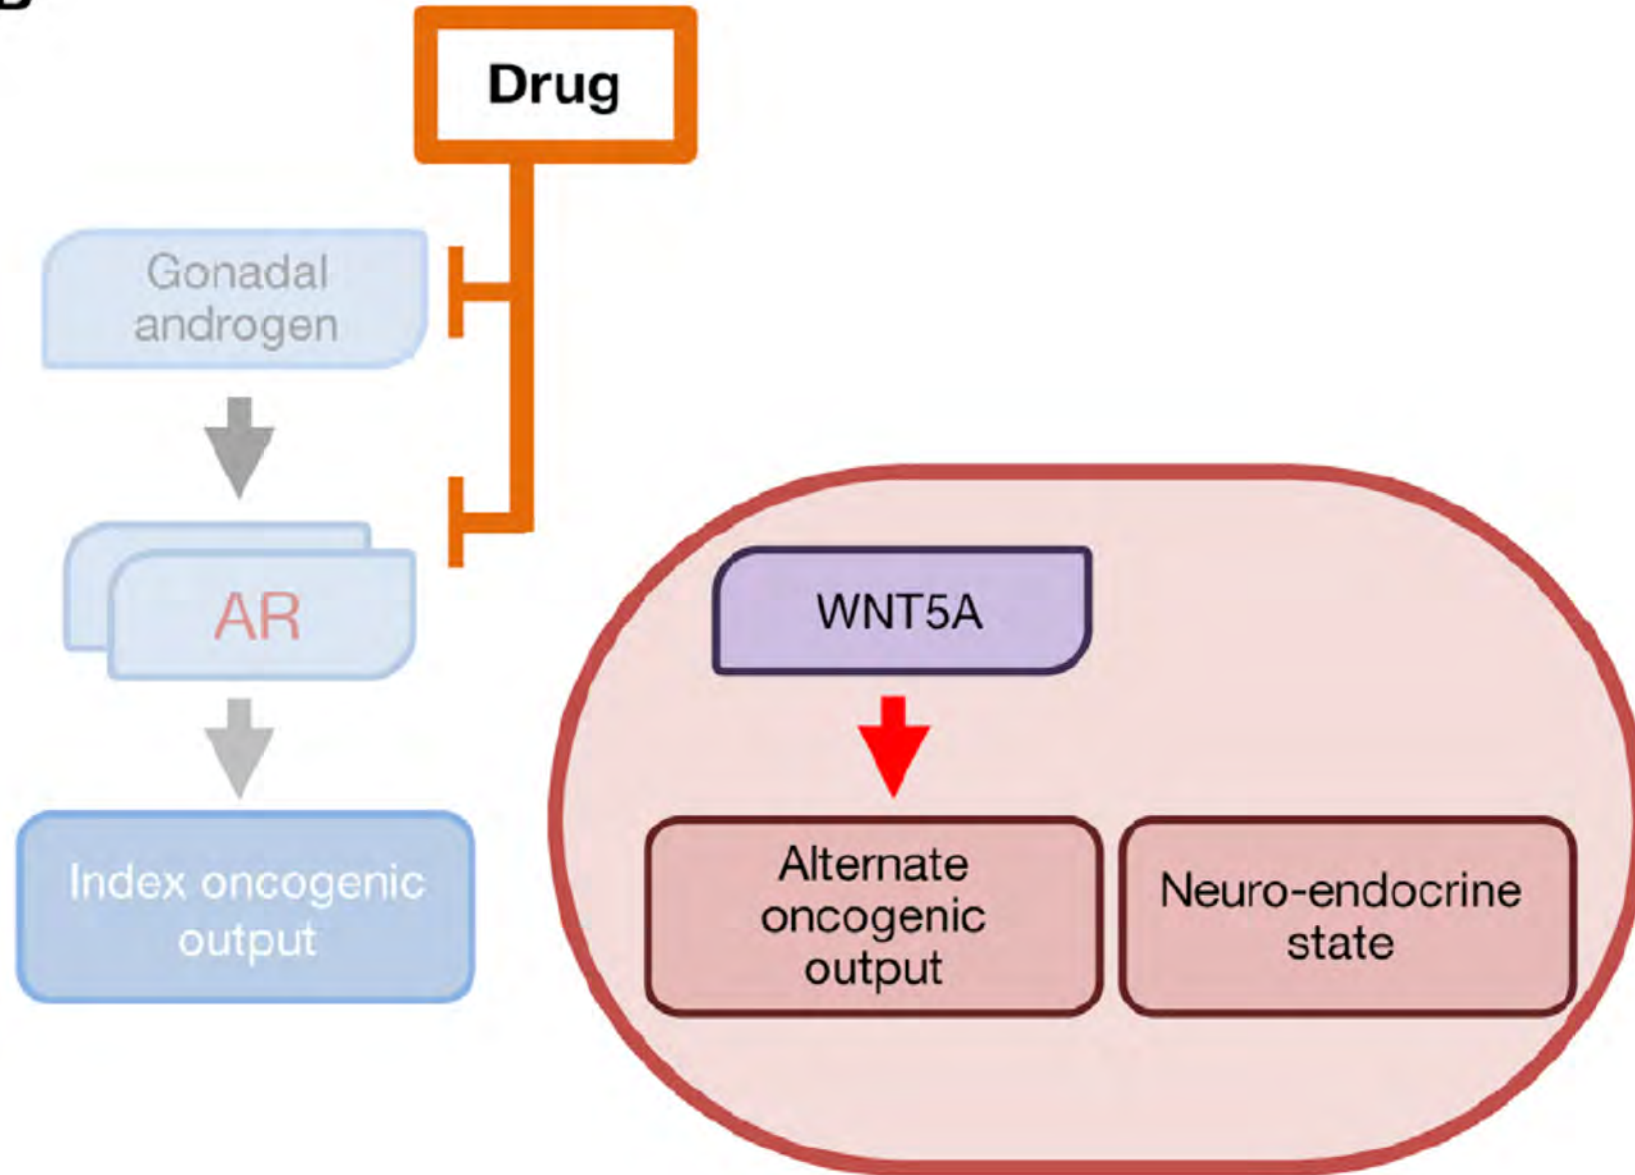 Drug
Gonadal
androgen
AR
Index oncogenic
output
WNT5A
Alternate
oncogenic
output
Neuro-endocrine
state